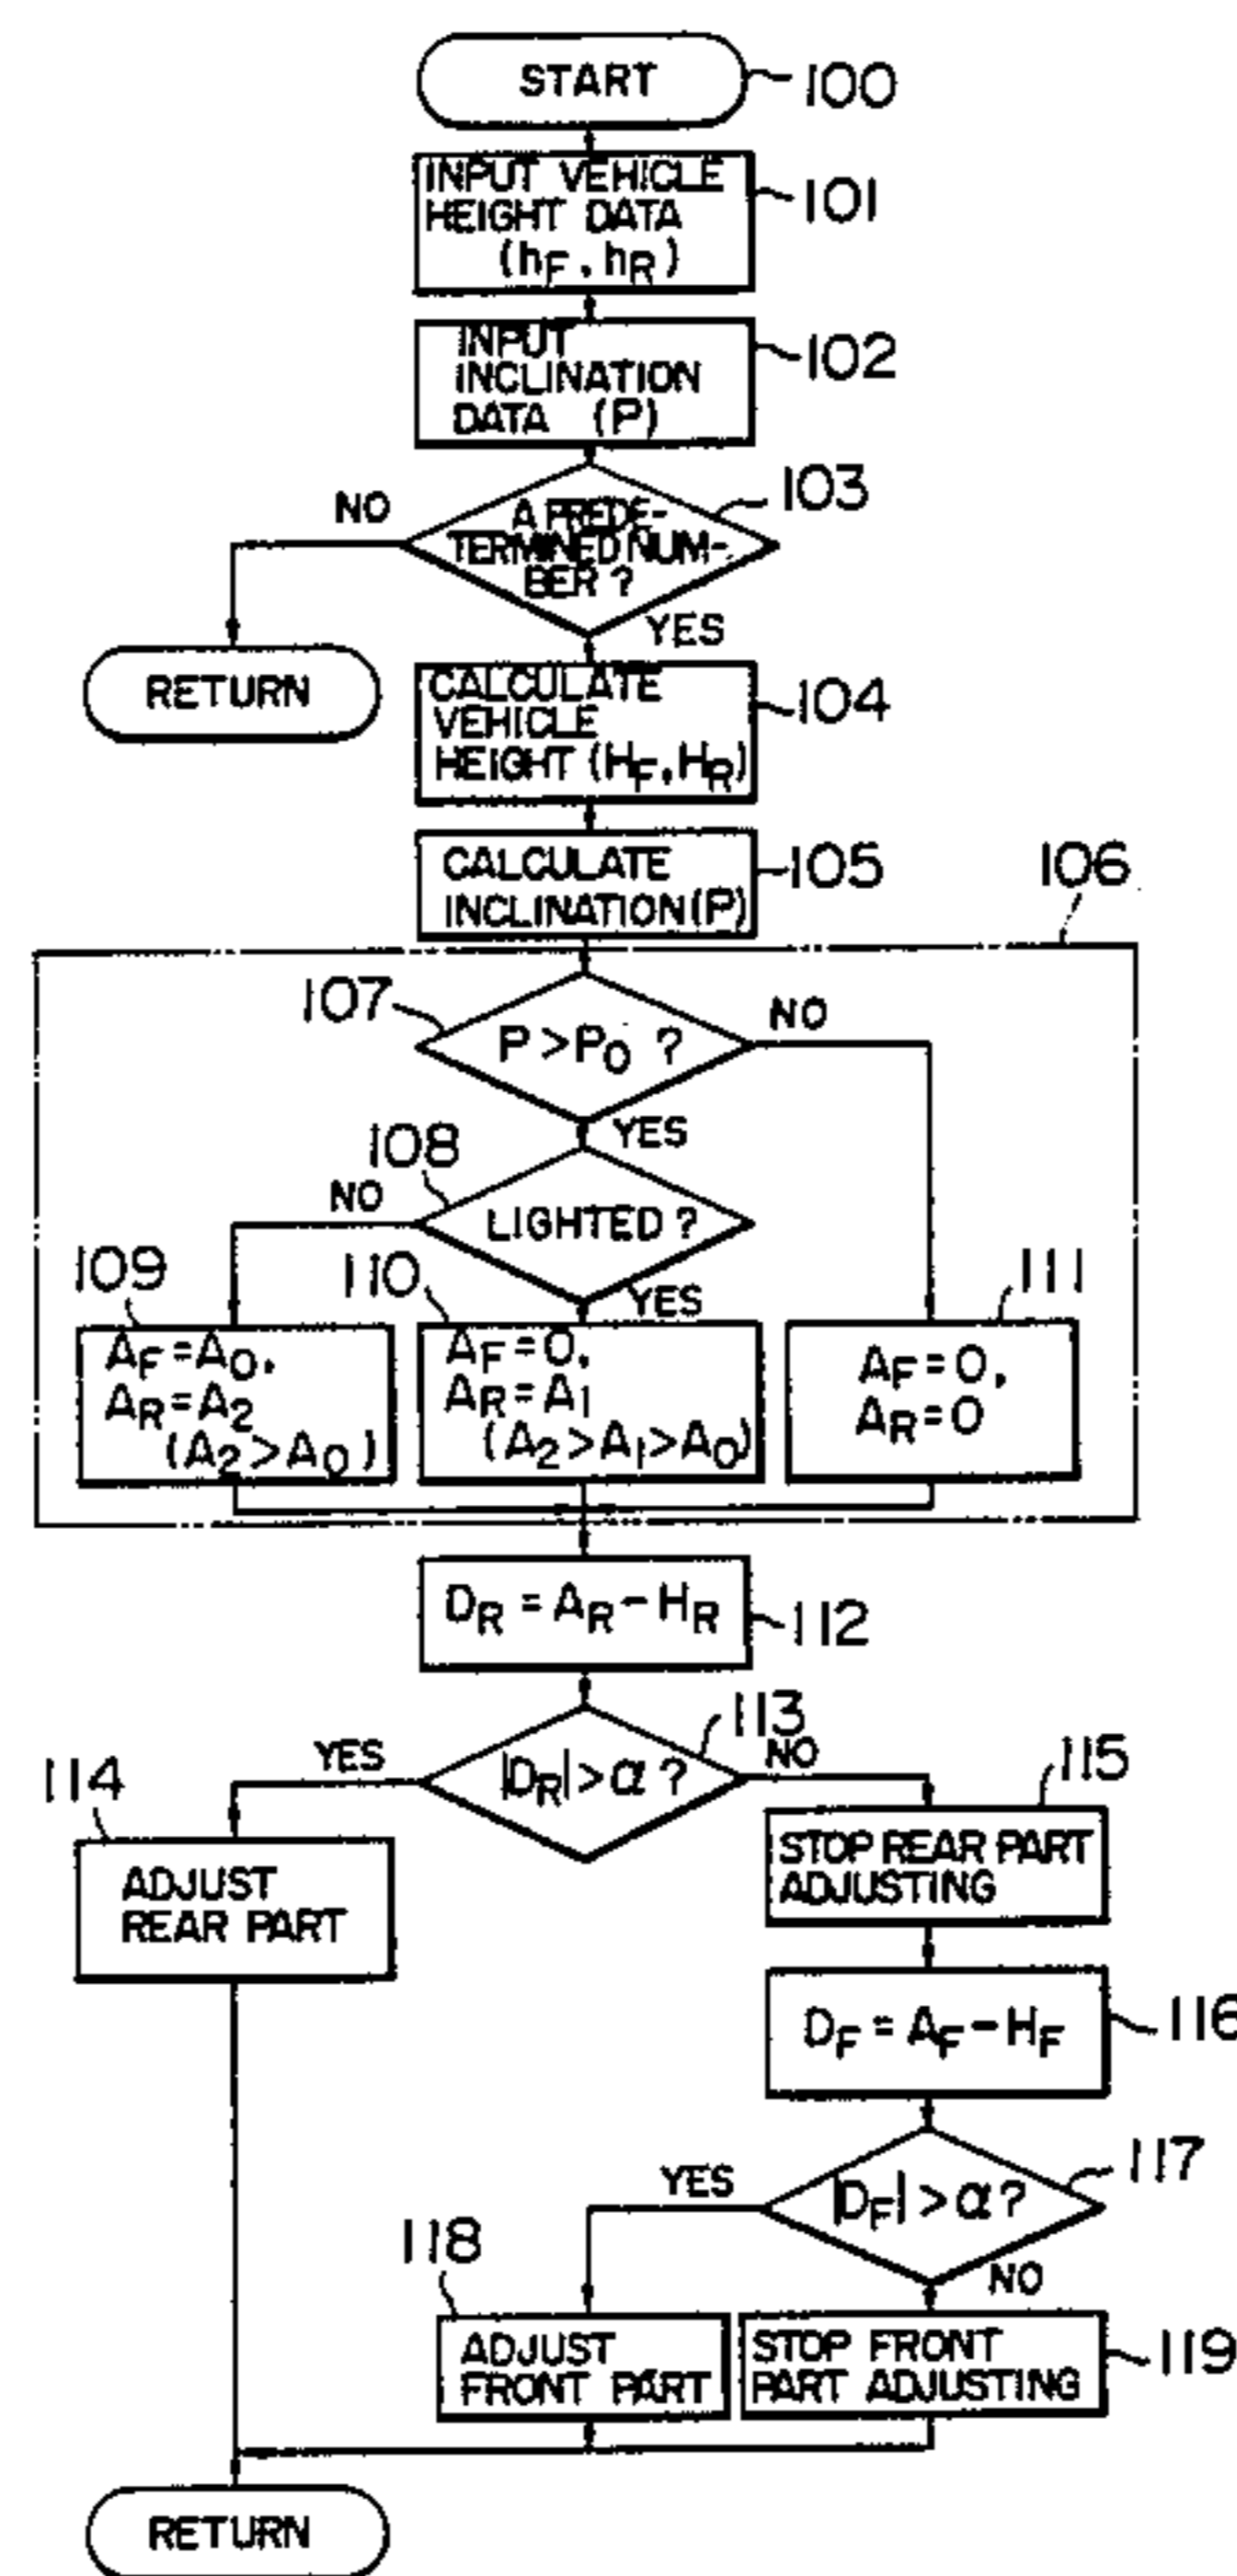 START
100
INPUT VEHICLE
HEIGHT DATA
(hF, hR)
101
INPUT
INCLINATION
DATA (P)
102
A PREDE-
TERMINED NUM-
BER ?
103
NO
YES
RETURN
CALCULATE
VEHICLE
HEIGHT (HF, HR)
104
CALCULATE
INCLINATION (P)
105
106
107
P > P0 ?
NO
YES
108
LIGHTED ?
NO
YES
109
AF = A0,
AR = A2
(A2 > A0)
110
AF = 0,
AR = A1
(A2 > A1 > A0)
111
AF = 0,
AR = 0
DR = AR - HR
112
|DR| > α ?
113
YES
NO
114
ADJUST
REAR PART
115
STOP REAR PART
ADJUSTING
DF = AF - HF
116
|DF| > α ?
117
YES
NO
118
ADJUST
FRONT PART
STOP FRONT
PART ADJUSTING
119
RETURN